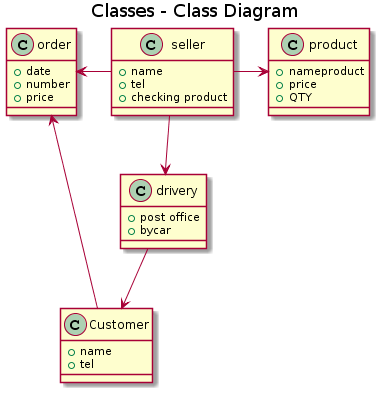 Classes - Class Diagram
C order
date
number
price
C seller
name
tel
checking product
C product
nameproduct
price
QTY
C drivery
post office
bycar
C Customer
name
tel